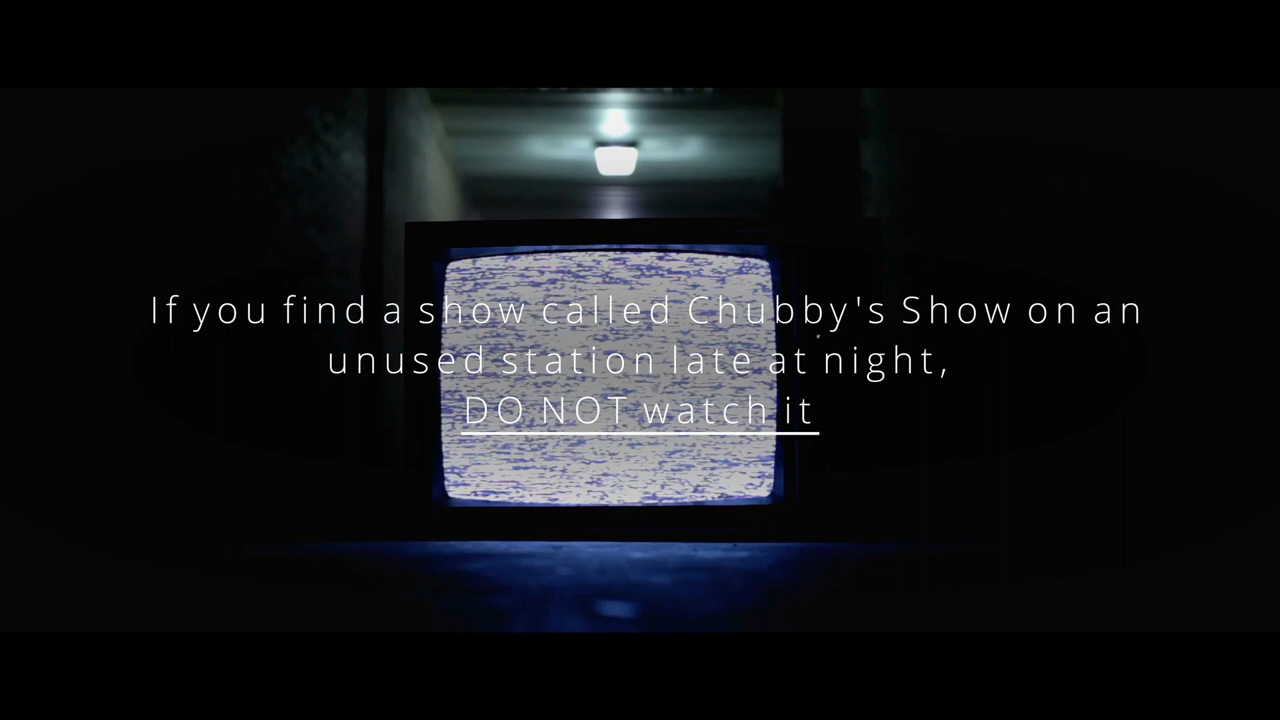 If you find a show called Chubby's Show on an
unused station late at night,
DO NOT watch it